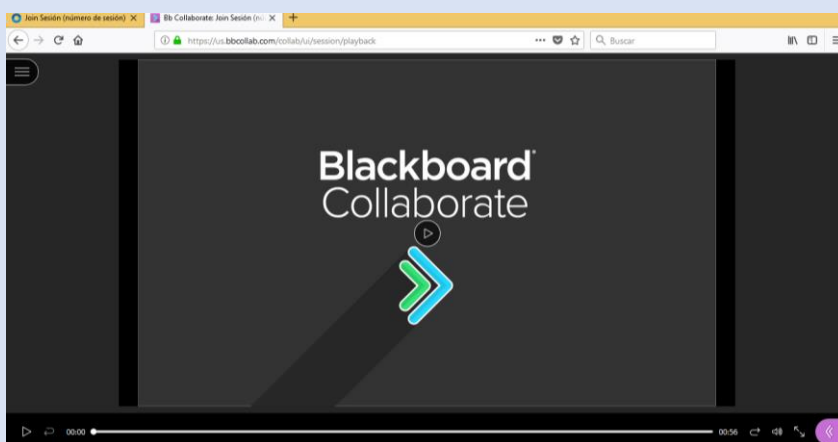 Join Sesión (número de sesión)
Bb Collaborate: Join Sesión (nú
https://us.bbcollab.com/collab/ui/session/playback
Buscar
Blackboard
Collaborate
00:00
00:56